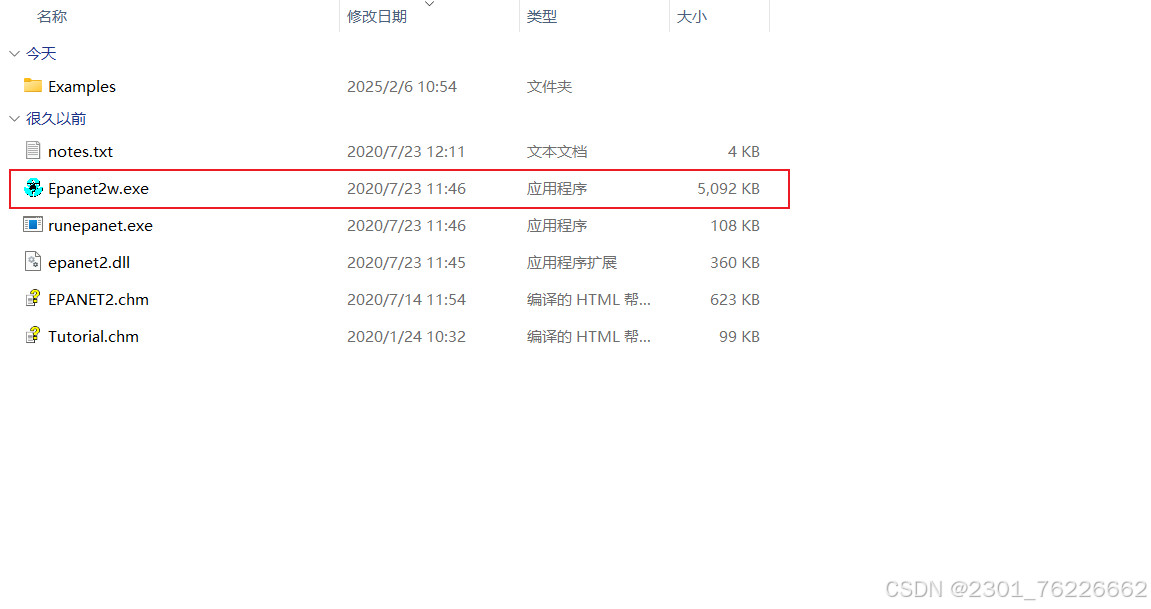 名称 修改日期 类型 大小
今天
Examples 2025/2/6 10:54 文件夹
很久以前
notes.txt 2020/7/23 12:11 文本文档 4 KB
Epanet2w.exe 2020/7/23 11:46 应用程序 5,092 KB
runepanet.exe 2020/7/23 11:46 应用程序 108 KB
epanet2.dll 2020/7/23 11:45 应用程序扩展 360 KB
EPANET2.chm 2020/7/14 11:54 编译的 HTML 帮... 623 KB
Tutorial.chm 2020/1/24 10:32 编译的 HTML 帮... 99 KB
CSDN @2301_76226662